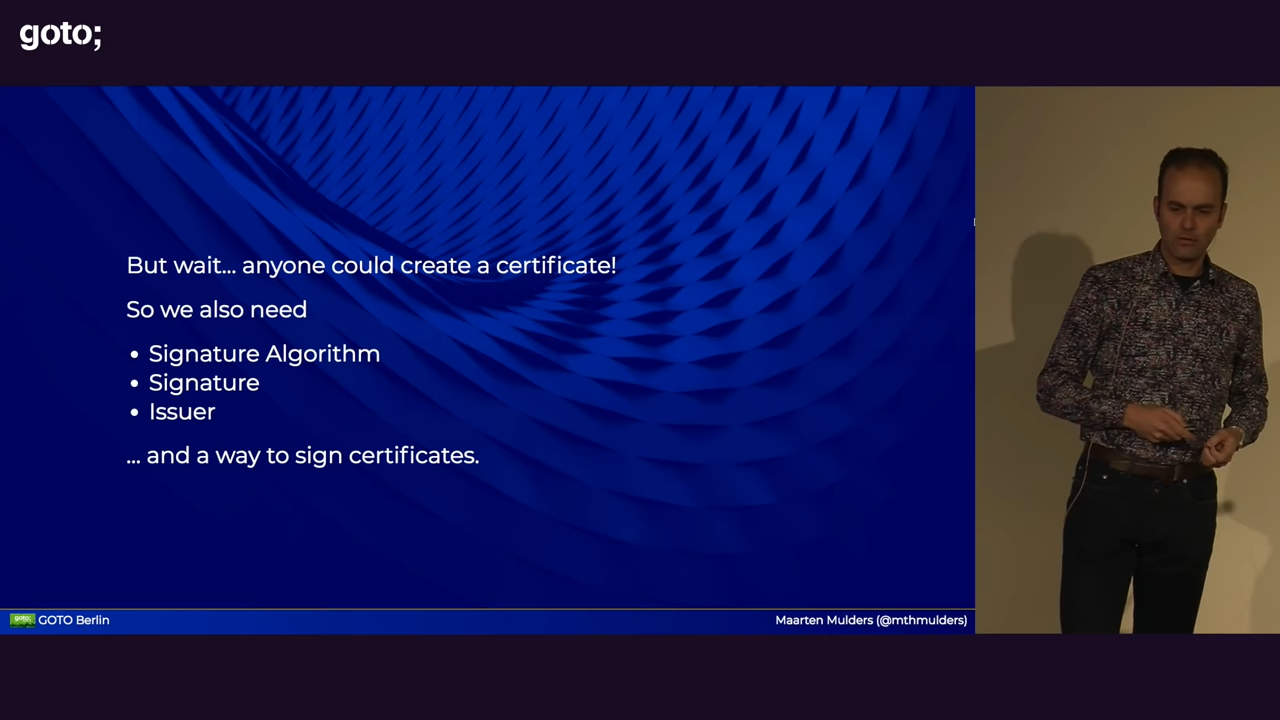 goto;
But wait... anyone could create a certificate!
So we also need
• Signature Algorithm
• Signature
• Issuer
... and a way to sign certificates.
goto; GOTO Berlin
Maarten Mulders (@mthmulders)